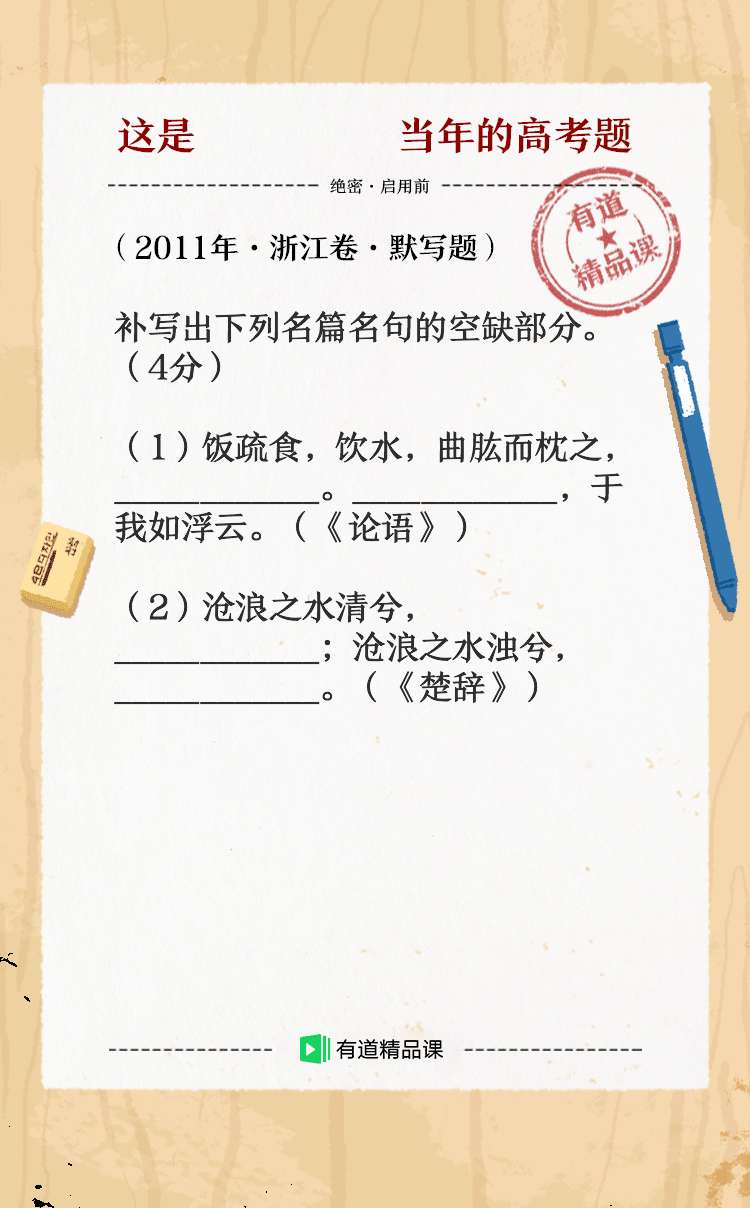 这是 当年的高考题
绝密·启用前
有道
精品课
（2011年·浙江卷·默写题）
补写出下列名篇名句的空缺部分。
（4分）
（1）饭疏食，饮水，曲肱而枕之，
____________。____________，于
我如浮云。（《论语》）
（2）沧浪之水清兮，
____________；沧浪之水浊兮，
____________。（《楚辞》）
有道精品课